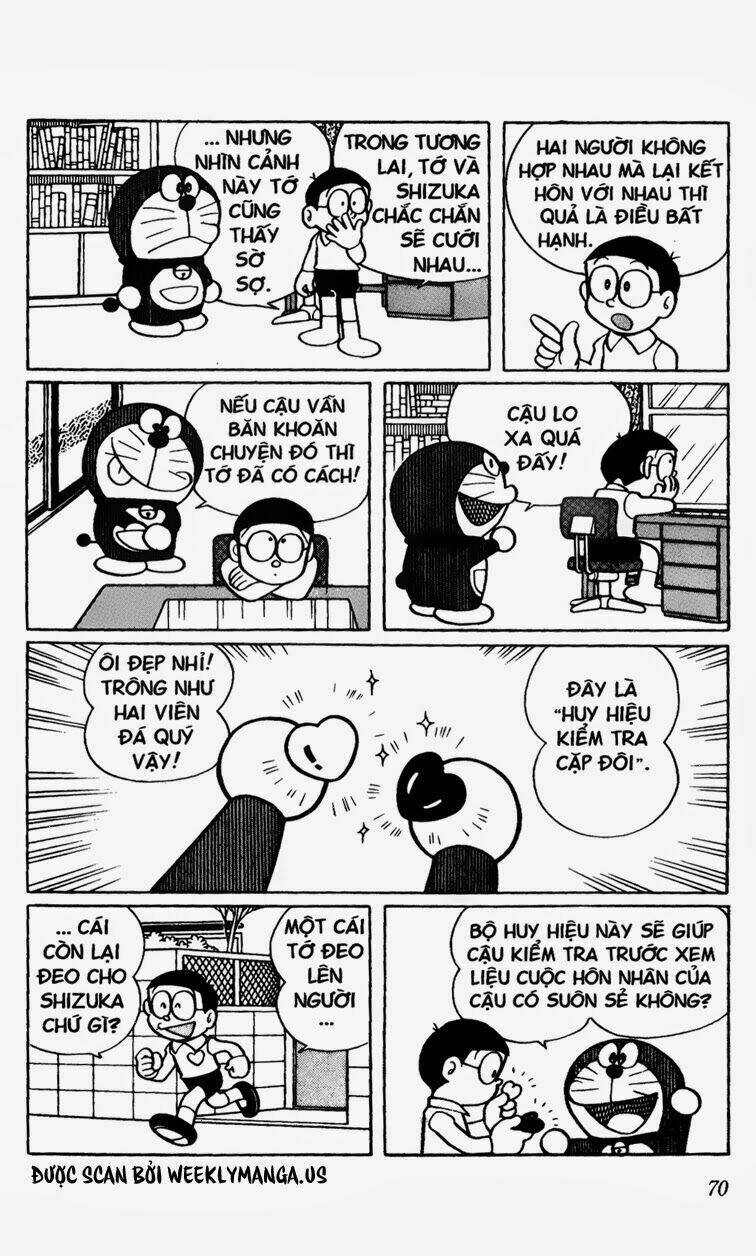 HAI NGƯỜI KHÔNG
HỢP NHAU MÀ LẠI KẾT
HÔN VỚI NHAU THÌ
QUẢ LÀ ĐIỀU BẤT
HẠNH.
TRONG TƯƠNG
LAI, TỚ VÀ
SHIZUKA
CHẮC CHẮN
SẼ CƯỚI
NHAU...
... NHƯNG
NHÌN CẢNH
NÀY TỚ
CŨNG
THẤY
SỜ
SỢ.
CẬU LO
XA QUÁ
ĐẤY!
NẾU CẬU VẪN
BĂN KHOĂN
CHUYỆN ĐÓ THÌ
TỚ ĐÃ CÓ CÁCH!
ĐÂY LÀ
"HUY HIỆU
KIỂM TRA
CẶP ĐÔI".
ÔI ĐẸP NHỈ!
TRÔNG NHƯ
HAI VIÊN
ĐÁ QUÝ
VẬY!
BỘ HUY HIỆU NÀY SẼ GIÚP
CẬU KIỂM TRA TRƯỚC XEM
LIỆU CUỘC HÔN NHÂN CỦA
CẬU CÓ SUÔN SẺ KHÔNG?
MỘT CÁI
TỚ ĐEO
LÊN
NGƯỜI
...
... CÁI
CÒN LẠI
ĐEO CHO
SHIZUKA
CHỨ GÌ?
ĐƯỢC SCAN BỞI WEEKLYMANGA.US
70